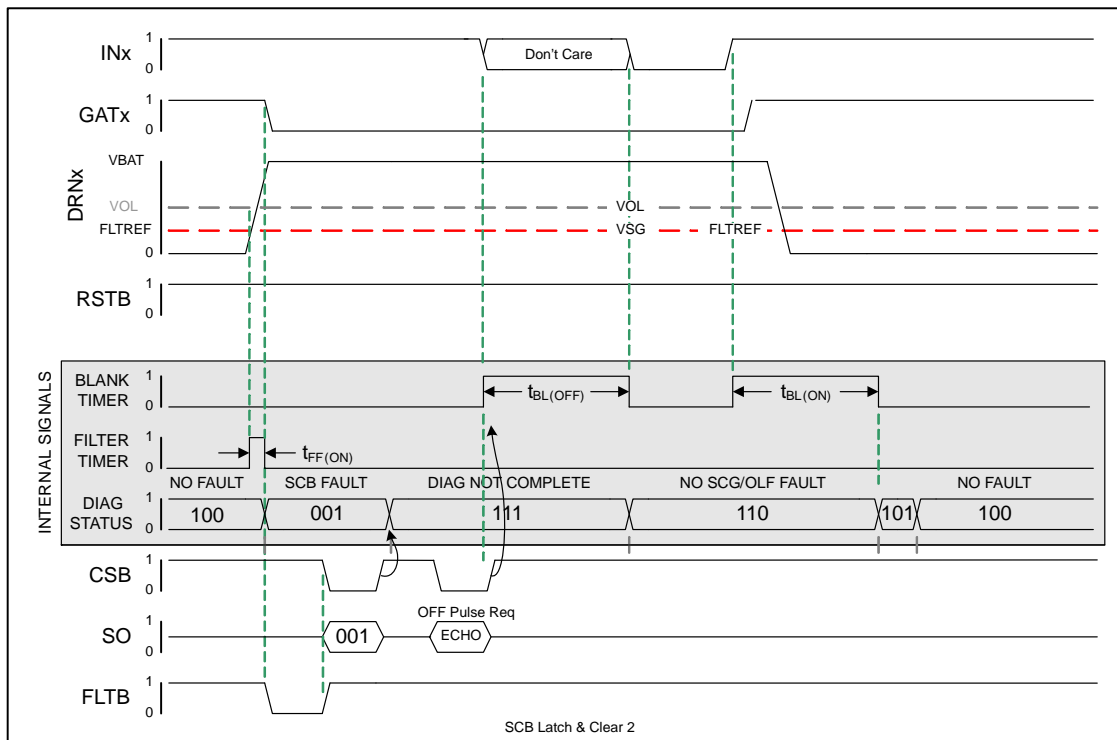 INx
1
0
Don't Care
GATx
1
0
DRNx
VBAT
VOL
VOL
FLTREF
VSG
FLTREF
0
RSTB
1
0
INTERNAL SIGNALS
BLANK
TIMER
1
0
tBL(OFF)
tBL(ON)
FILTER
TIMER
1
0
tFF(ON)
NO FAULT
SCB FAULT
DIAG NOT COMPLETE
NO SCG/OLF FAULT
NO FAULT
DIAG
STATUS
1
0
100
001
111
110
101
100
CSB
1
0
OFF Pulse Req
SO
1
0
001
ECHO
FLTB
1
0
SCB Latch & Clear 2